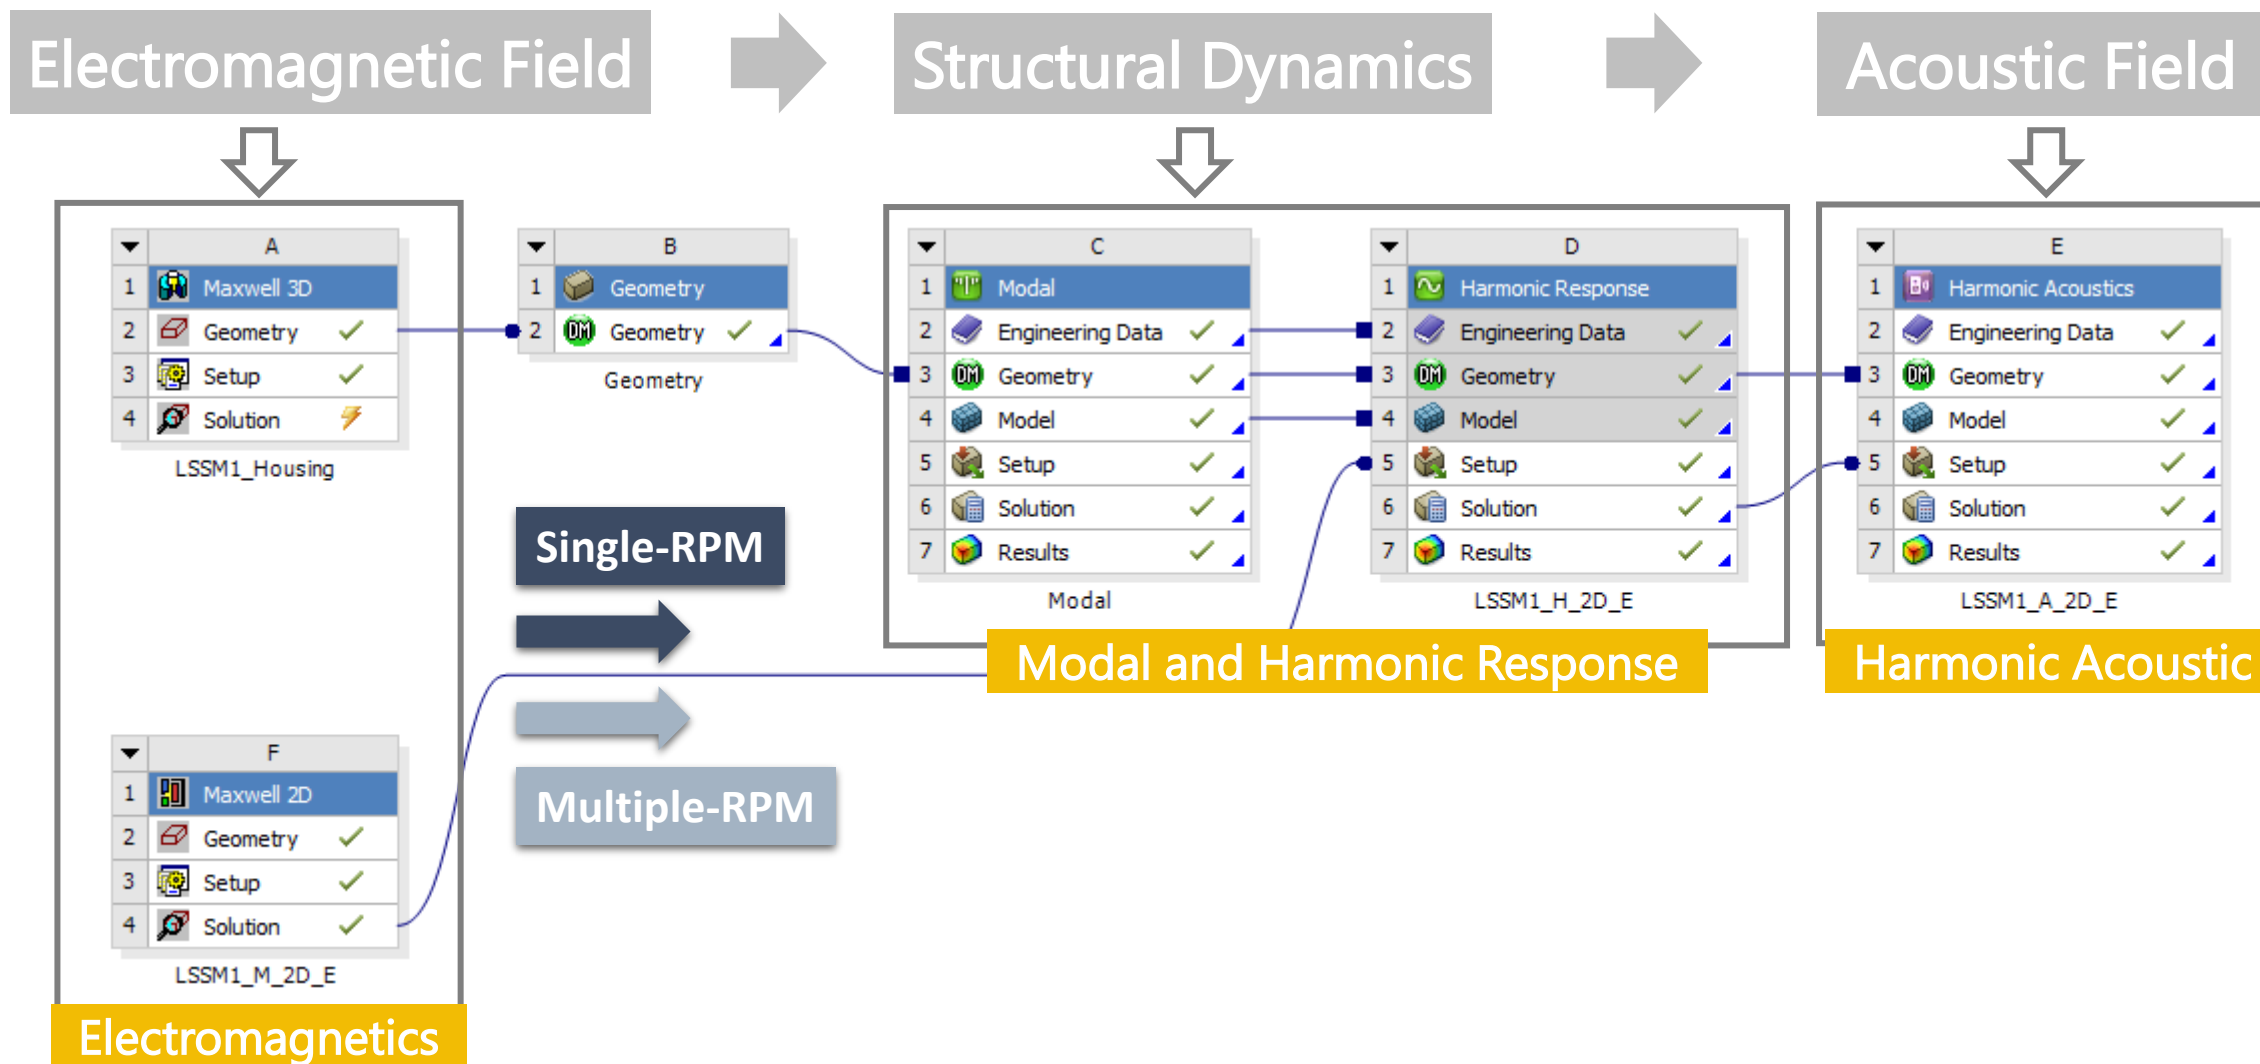 Electromagnetic Field
Structural Dynamics
Acoustic Field
A
1 Maxwell 3D
2 Geometry
3 Setup
4 Solution
LSSM1_Housing
B
1 Geometry
2 DM Geometry
Geometry
C
1 Modal
2 Engineering Data
3 DM Geometry
4 Model
5 Setup
6 Solution
7 Results
Modal
D
1 Harmonic Response
2 Engineering Data
3 DM Geometry
4 Model
5 Setup
6 Solution
7 Results
LSSM1_H_2D_E
E
1 Harmonic Acoustics
2 Engineering Data
3 DM Geometry
4 Model
5 Setup
6 Solution
7 Results
LSSM1_A_2D_E
Single-RPM
Modal and Harmonic Response
Harmonic Acoustic
Multiple-RPM
F
1 Maxwell 2D
2 Geometry
3 Setup
4 Solution
LSSM1_M_2D_E
Electromagnetics